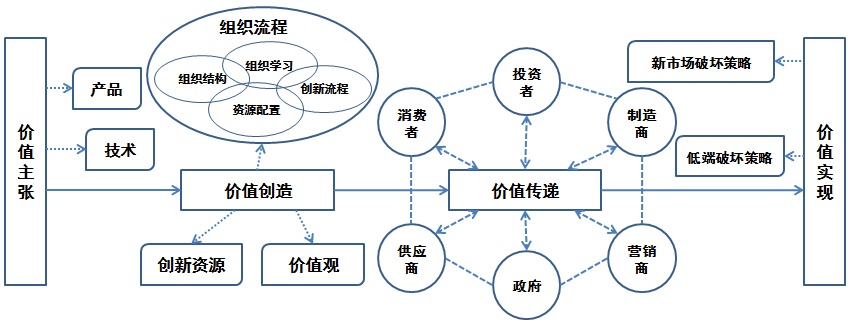 价值主张
产品
技术
组织流程
组织学习
组织结构
创新流程
资源配置
价值创造
创新资源
价值观
投资
者
消费
者
制造
商
价值传递
供应
商
政府
营销
商
新市场破坏策略
低端破坏策略
价值实现